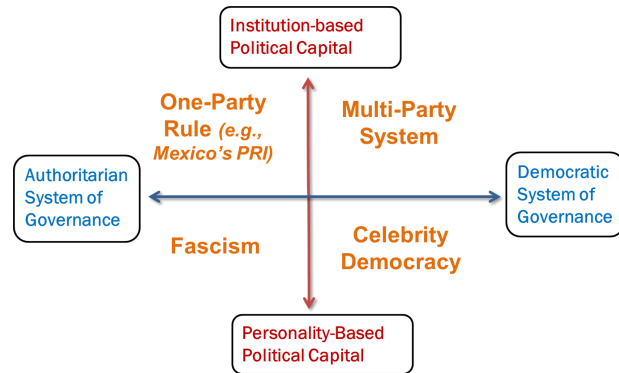 Institution-based
Political Capital
One-Party
Rule (e.g.,
Mexico's PRI)
Multi-Party
System
Authoritarian
System of
Governance
Democratic
System of
Governance
Fascism
Celebrity
Democracy
Personality-Based
Political Capital